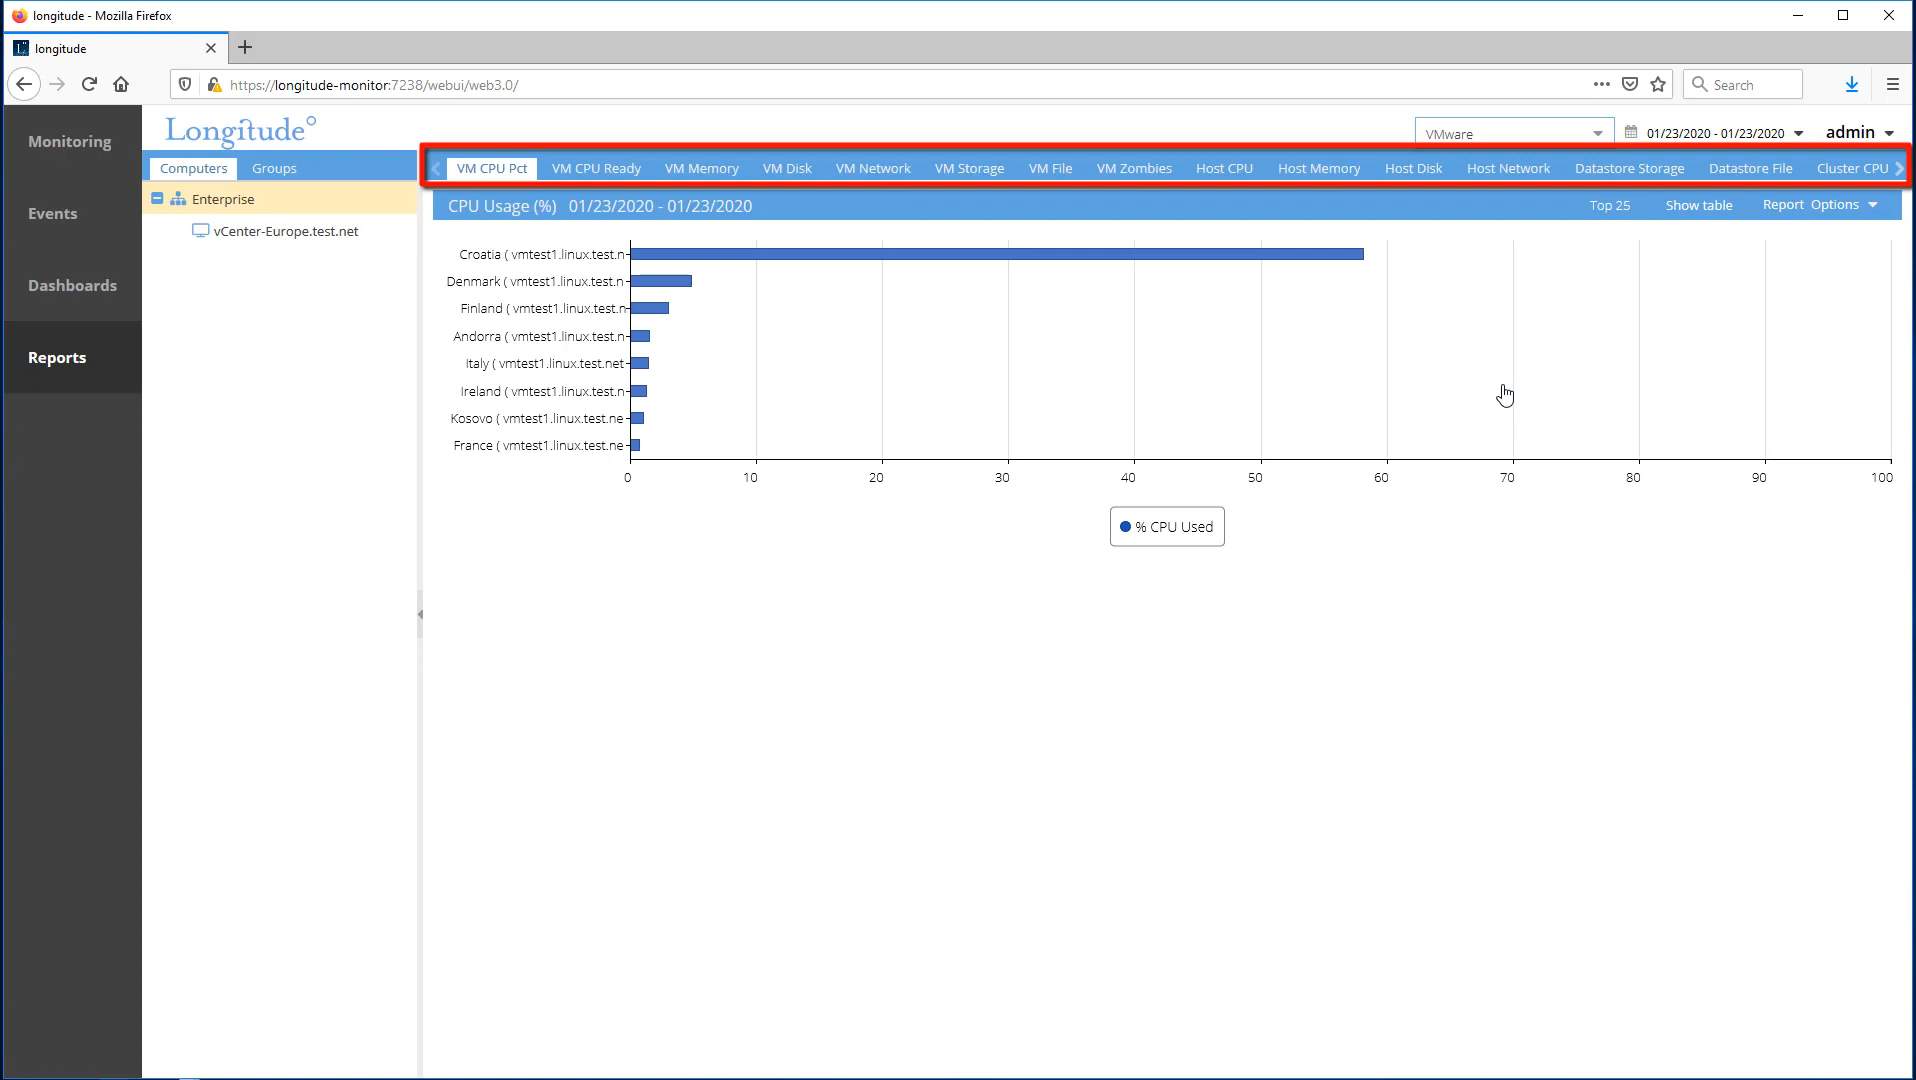 longitude - Mozilla Firefox
longitude
https://longitude-monitor:7238/webui/web3.0/
Search
Monitoring
Events
Dashboards
Reports
Longitude°
VMware
01/23/2020 - 01/23/2020
admin
Computers
Groups
Enterprise
vCenter-Europe.test.net
VM CPU Pct
VM CPU Ready
VM Memory
VM Disk
VM Network
VM Storage
VM File
VM Zombies
Host CPU
Host Memory
Host Disk
Host Network
Datastore Storage
Datastore File
Cluster CPU
CPU Usage (%) 01/23/2020 - 01/23/2020
Top 25
Show table
Report Options
Croatia ( vmtest1.linux.test.n
Denmark ( vmtest1.linux.test.n
Finland ( vmtest1.linux.test.n
Andorra ( vmtest1.linux.test.n
Italy ( vmtest1.linux.test.net
Ireland ( vmtest1.linux.test.n
Kosovo ( vmtest1.linux.test.ne
France ( vmtest1.linux.test.ne
0 10 20 30 40 50 60 70 80 90 100
% CPU Used